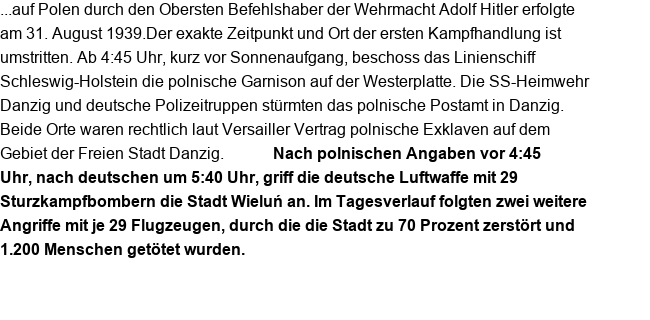 ...auf Polen durch den Obersten Befehlshaber der Wehrmacht Adolf Hitler erfolgte
am 31. August 1939.Der exakte Zeitpunkt und Ort der ersten Kampfhandlung ist
umstritten. Ab 4:45 Uhr, kurz vor Sonnenaufgang, beschoss das Linienschiff
Schleswig-Holstein die polnische Garnison auf der Westerplatte. Die SS-Heimwehr
Danzig und deutsche Polizeitruppen stürmten das polnische Postamt in Danzig.
Beide Orte waren rechtlich laut Versailler Vertrag polnische Exklaven auf dem
Gebiet der Freien Stadt Danzig. Nach polnischen Angaben vor 4:45
Uhr, nach deutschen um 5:40 Uhr, griff die deutsche Luftwaffe mit 29
Sturzkampfbombern die Stadt Wieluń an. Im Tagesverlauf folgten zwei weitere
Angriffe mit je 29 Flugzeugen, durch die die Stadt zu 70 Prozent zerstört und
1.200 Menschen getötet wurden.